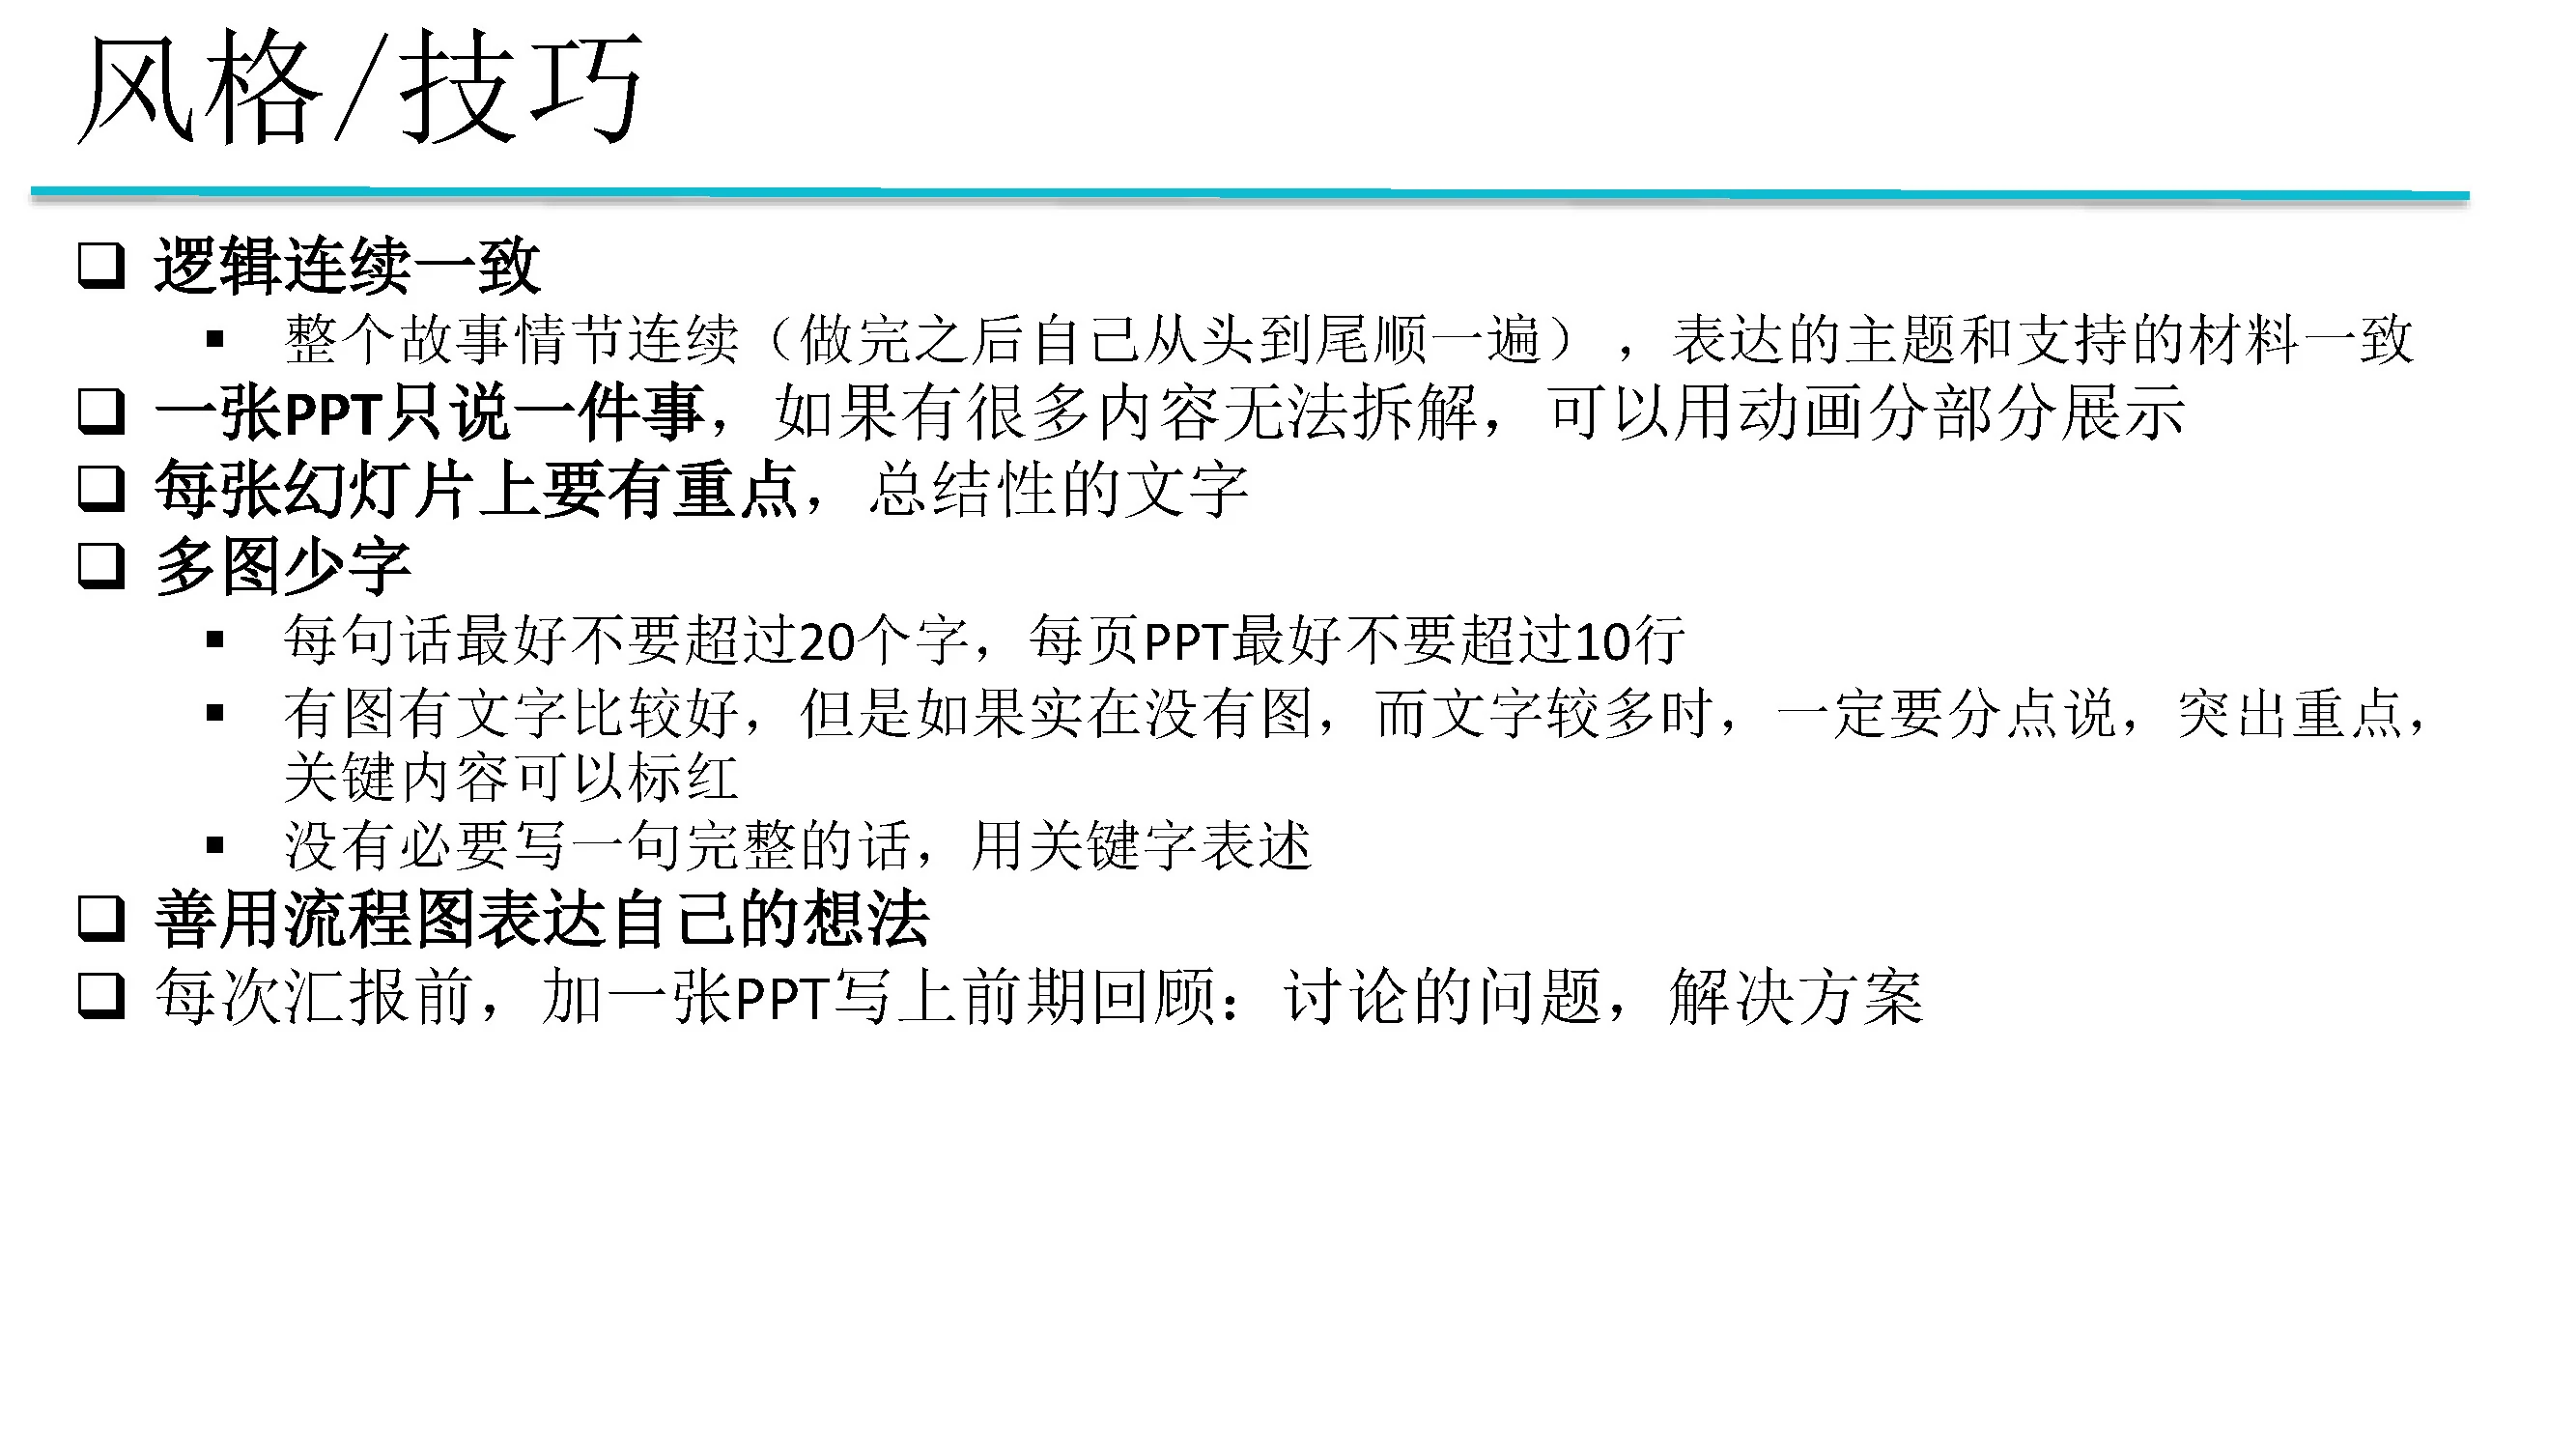 风格/技巧
逻辑连续一致
整个故事情节连续（做完之后自己从头到尾顺一遍），表达的主题和支持的材料一致
一张PPT只说一件事，如果有很多内容无法拆解，可以用动画分部分展示
每张幻灯片上要有重点，总结性的文字
多图少字
每句话最好不要超过20个字，每页PPT最好不要超过10行
有图有文字比较好，但是如果实在没有图，而文字较多时，一定要分点说，突出重点，
关键内容可以标红
没有必要写一句完整的话，用关键字表述
善用流程图表达自己的想法
每次汇报前，加一张PPT写上前期回顾：讨论的问题，解决方案